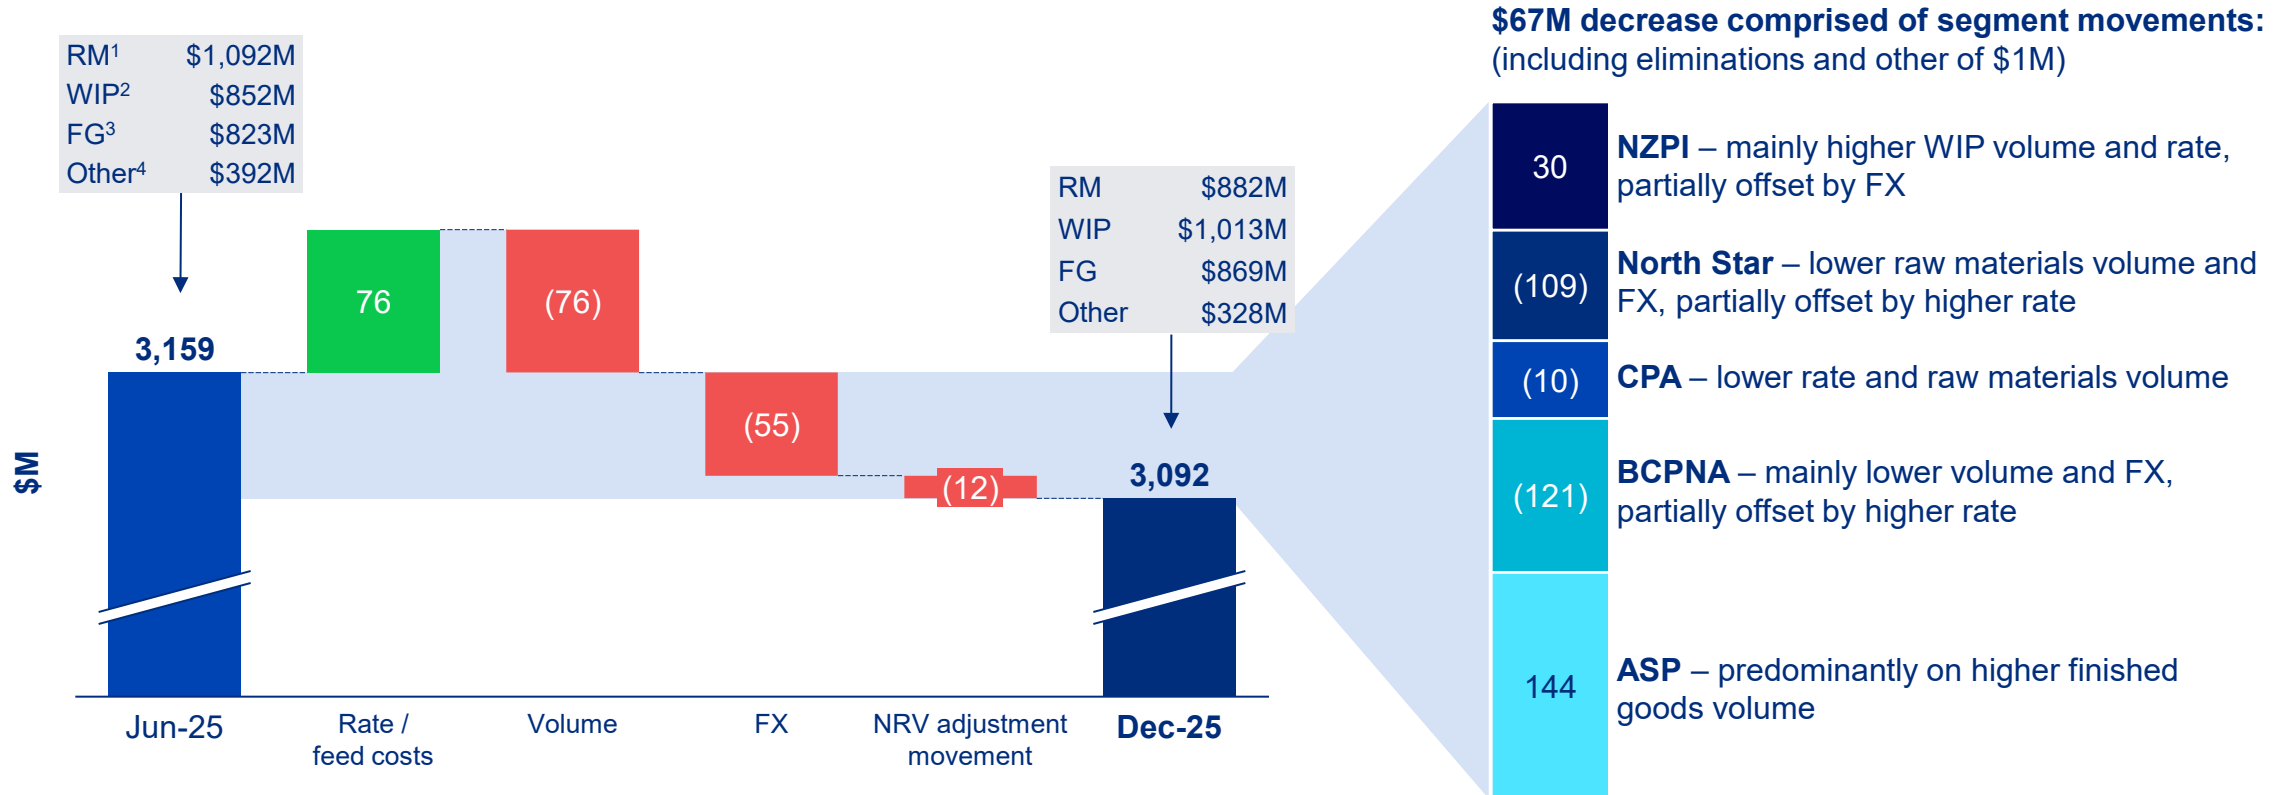 $67M decrease comprised of segment movements:
(including eliminations and other of $1M)
RM¹ $1,092M
WIP² $852M
FG³ $823M
Other⁴ $392M
RM $882M
WIP $1,013M
FG $869M
Other $328M
$M
3,159
76
(76)
(55)
(12)
3,092
Jun-25
Rate /
feed costs
Volume
FX
NRV adjustment
movement
Dec-25
30
NZPI – mainly higher WIP volume and rate,
partially offset by FX
(109)
North Star – lower raw materials volume and
FX, partially offset by higher rate
(10)
CPA – lower rate and raw materials volume
(121)
BCPNA – mainly lower volume and FX,
partially offset by higher rate
144
ASP – predominantly on higher finished
goods volume